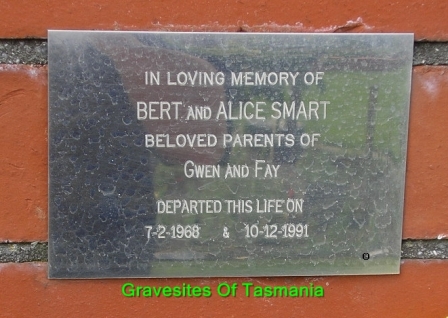 IN LOVING MEMORY OF
BERT AND ALICE SMART
BELOVED PARENTS OF
GWEN AND FAY
DEPARTED THIS LIFE ON
7-2-1968 & 10-12-1991
Gravesites Of Tasmania